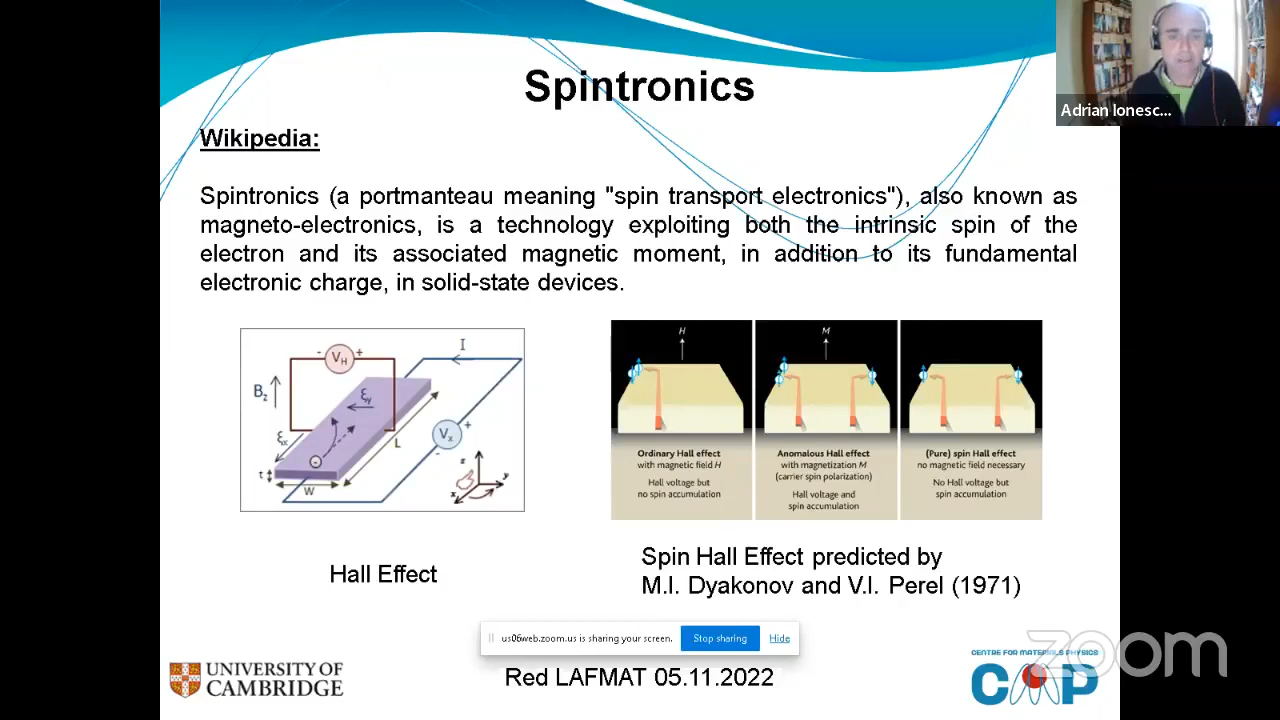 Spintronics
Adrian Ionesc...
Wikipedia:
Spintronics (a portmanteau meaning "spin transport electronics"), also known as
magneto-electronics, is a technology exploiting both the intrinsic spin of the
electron and its associated magnetic moment, in addition to its fundamental
electronic charge, in solid-state devices.
- VH +
I
Bz
ξy
ξx
Vx
+
-
L
t
W
z
y
x
-
Hall Effect
H
M
Ordinary Hall effect
with magnetic field H
Hall voltage but
no spin accumulation
Anomalous Hall effect
with magnetization M
(carrier spin polarization)
Hall voltage and
spin accumulation
(Pure) spin Hall effect
no magnetic field necessary
No Hall voltage but
spin accumulation
Spin Hall Effect predicted by
M.I. Dyakonov and V.I. Perel (1971)
us06web.zoom.us is sharing your screen.
Stop sharing
Hide
UNIVERSITY OF
CAMBRIDGE
Red LAFMAT 05.11.2022
CENTRE FOR MATERIALS PHYSICS
CMP
zoom